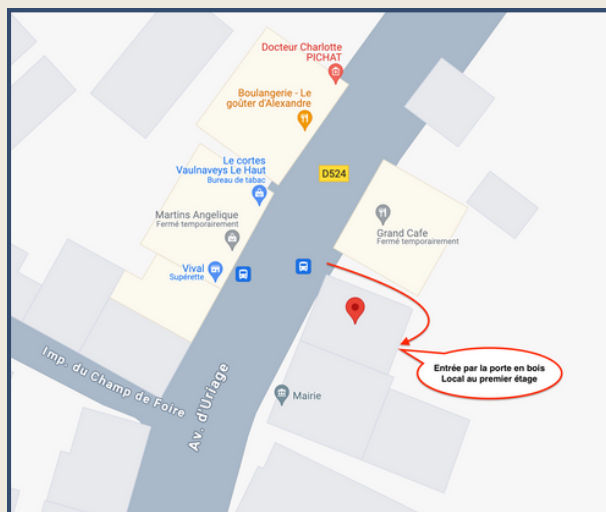 Docteur Charlotte
PICHAT
Boulangerie - Le
goûter d'Alexandre
Le cortes
Vaulnaveys Le Haut
Bureau de tabac
D524
Martins Angelique
Fermé temporairement
Grand Cafe
Fermé temporairement
Vival
Supérette
Entrée par la porte en bois
Local au premier étage
Imp. du Champ de Foire
Av. d'Uriage
Mairie